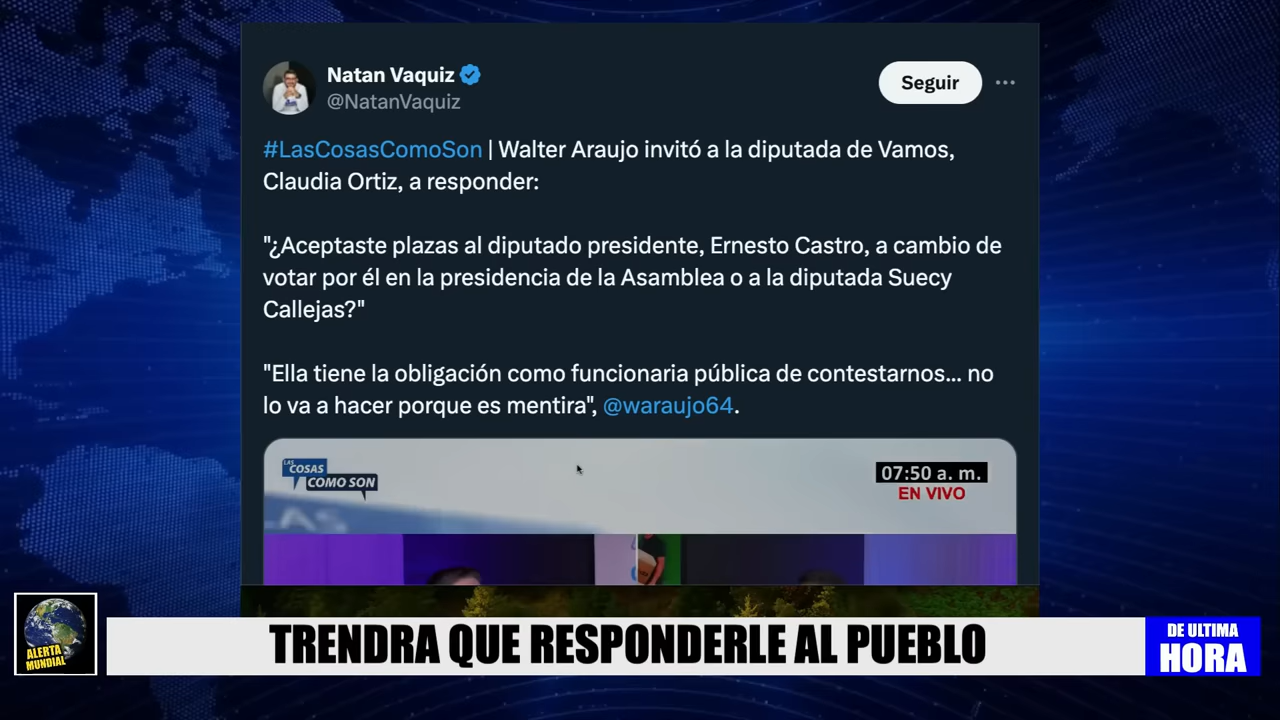 Natan Vaquiz
@NatanVaquiz
Seguir
#LasCosasComoSon | Walter Araujo invitó a la diputada de Vamos,
Claudia Ortiz, a responder:
"¿Aceptaste plazas al diputado presidente, Ernesto Castro, a cambio de
votar por él en la presidencia de la Asamblea o a la diputada Suecy
Callejas?"
"Ella tiene la obligación como funcionaria pública de contestarnos... no
lo va a hacer porque es mentira", @waraujo64.
LAS
COSAS
COMO SON
07:50 a. m.
EN VIVO
ALERTA
MUNDIAL
TRENDRA QUE RESPONDERLE AL PUEBLO
DE ULTIMA
HORA